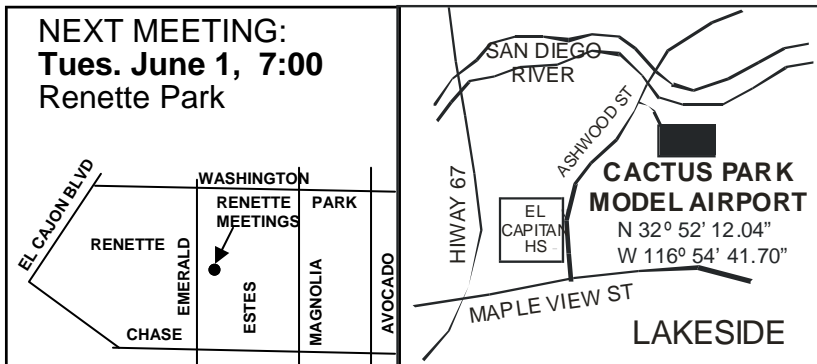 NEXT MEETING:
Tues. June 1, 7:00
Renette Park
EL CAJON BLVD
WASHINGTON
RENETTE PARK
MEETINGS
RENETTE
EMERALD
ESTES
MAGNOLIA
AVOCADO
CHASE
SAN DIEGO
RIVER
ASHWOOD ST
HIWAY 67
CACTUS PARK
MODEL AIRPORT
N 32º 52’ 12.04”
W 116º 54’ 41.70”
EL
CAPITAN
HS
MAPLE VIEW ST
LAKESIDE